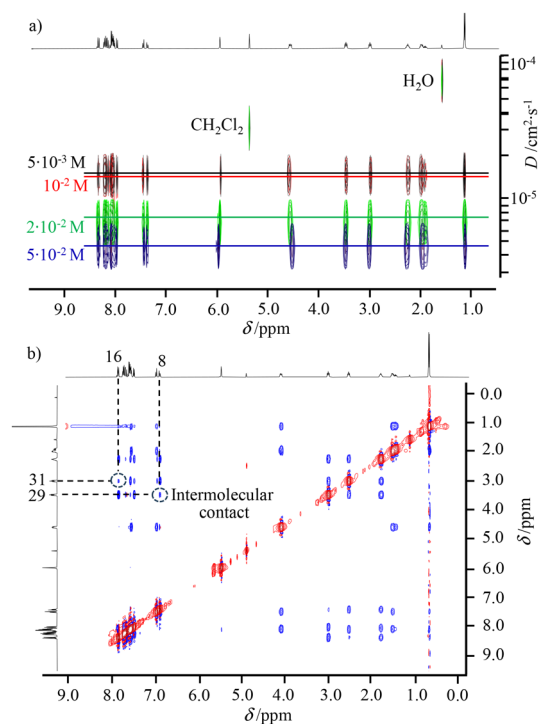 a)
10⁻⁴
H₂O
CH₂Cl₂
D /cm²·s⁻¹
5·10⁻³ M
10⁻² M
10⁻⁵
2·10⁻² M
5·10⁻² M
9.0 8.0 7.0 6.0 5.0 4.0 3.0 2.0 1.0
δ/ppm
b)
16 8
0.0
1.0
2.0
31
3.0
29
Intermolecular
contact
4.0
δ/ppm
5.0
6.0
7.0
8.0
9.0
9.0 8.0 7.0 6.0 5.0 4.0 3.0 2.0 1.0 0.0
δ/ppm